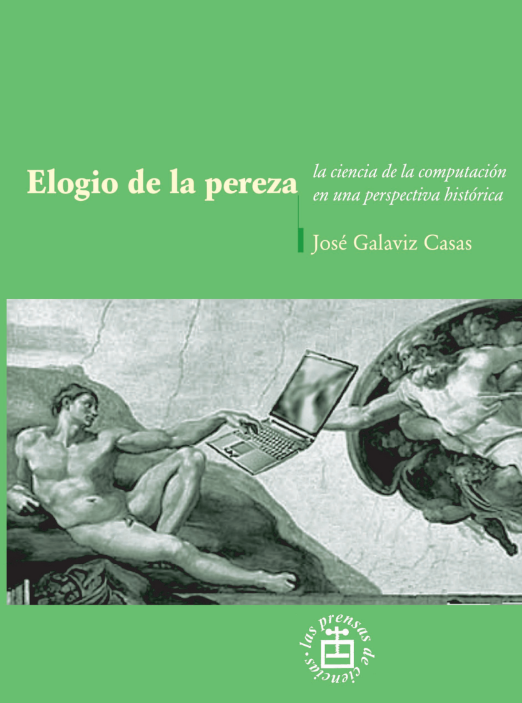 Elogio de la pereza
la ciencia de la computación
en una perspectiva histórica
José Galaviz Casas
las prensas de ciencias